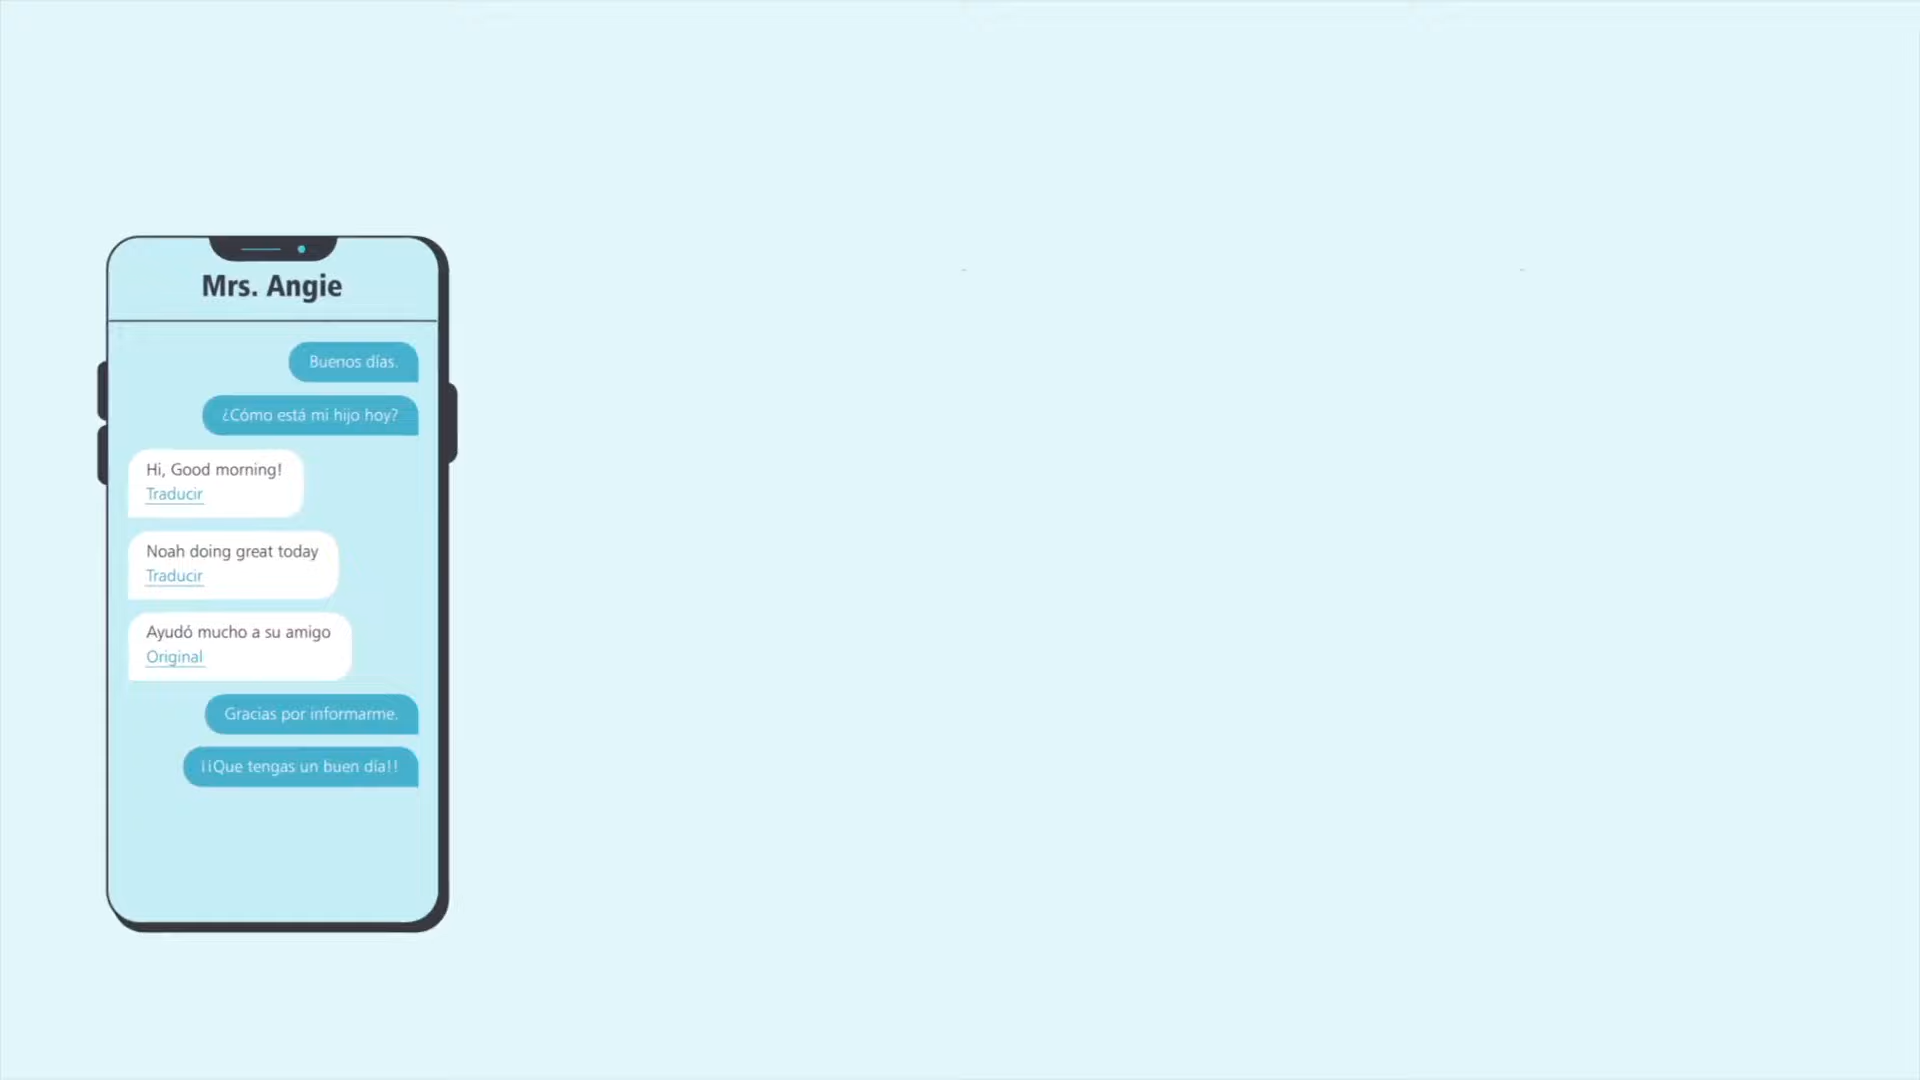 Mrs. Angie
Buenos días.
¿Cómo está mi hijo hoy?
Hi, Good morning!
Traducir
Noah doing great today
Traducir
Ayudó mucho a su amigo
Original
Gracias por informarme.
¡¡Que tengas un buen día!!